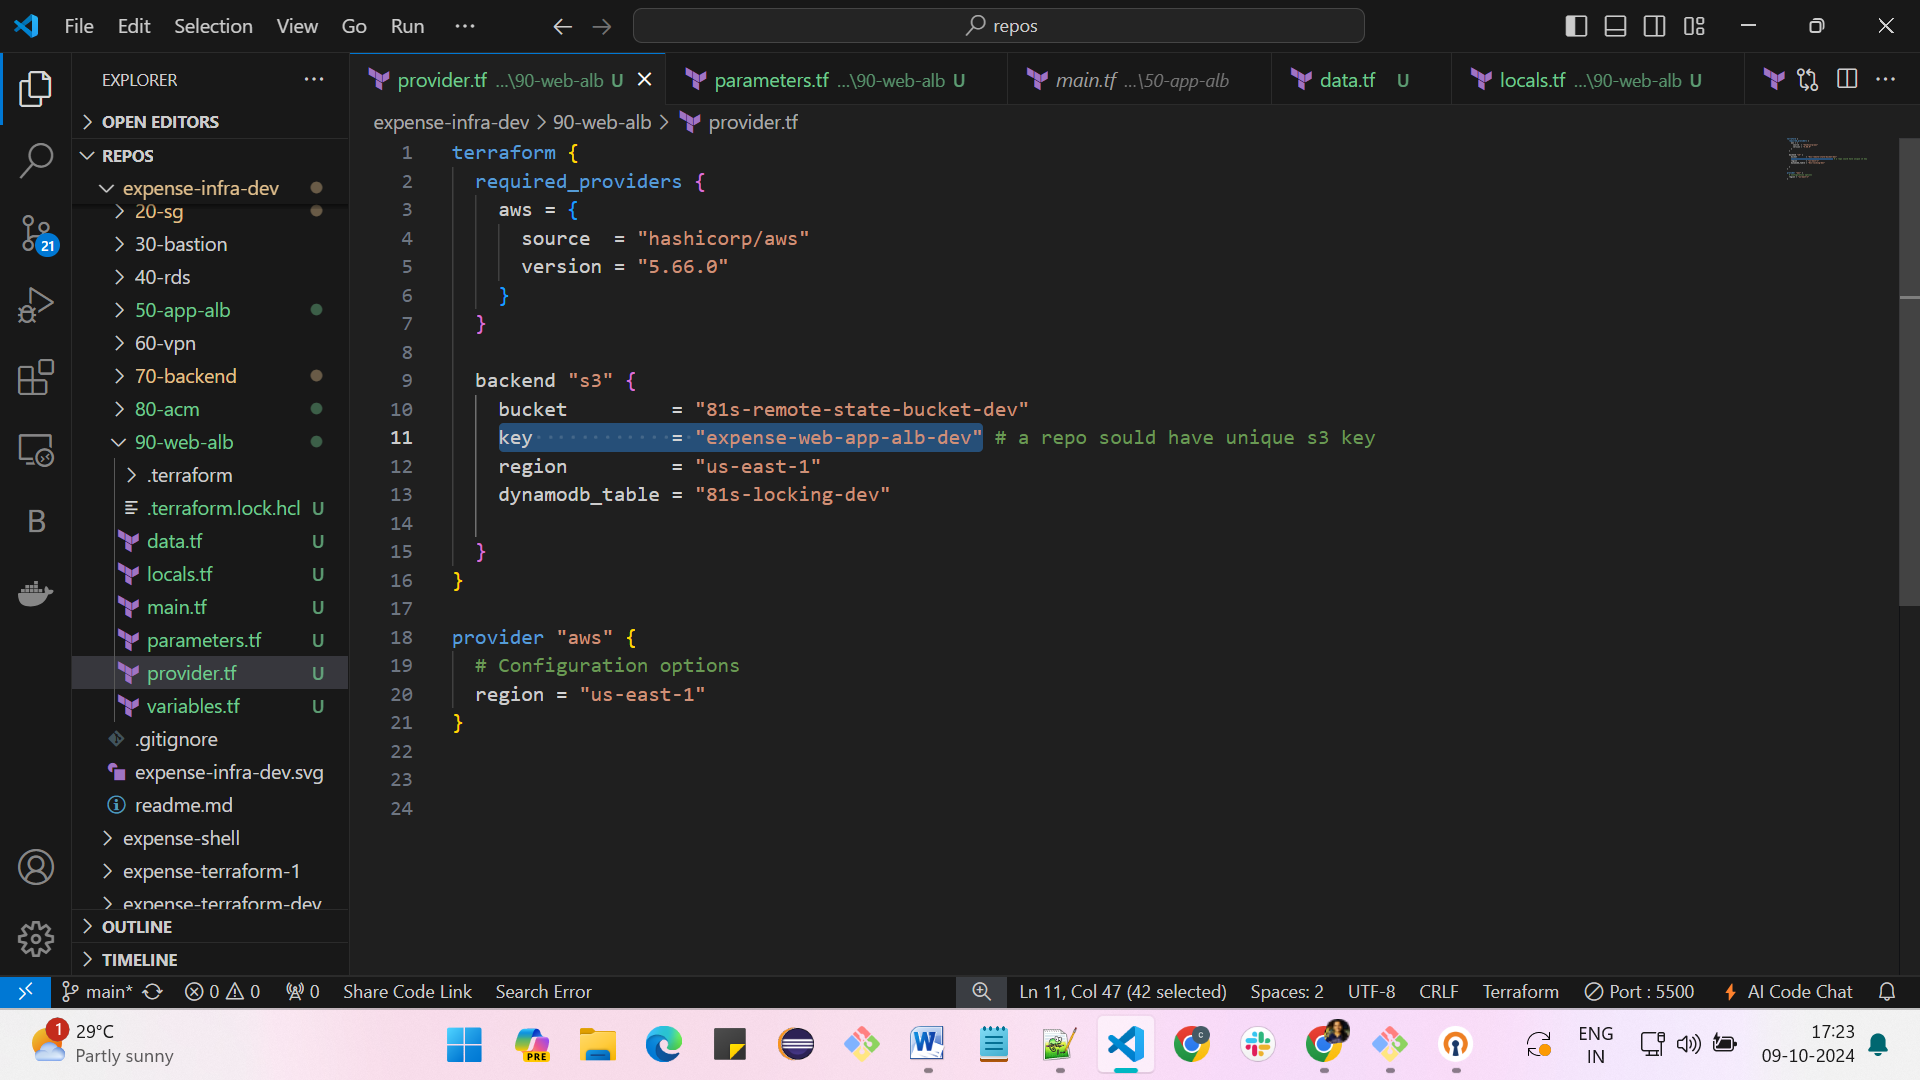 File Edit Selection View Go Run ··· repos
EXPLORER ···
OPEN EDITORS
REPOS
expense-infra-dev
20-sg
30-bastion
40-rds
50-app-alb
60-vpn
70-backend
80-acm
90-web-alb
.terraform
.terraform.lock.hcl U
data.tf U
locals.tf U
main.tf U
parameters.tf U
provider.tf U
variables.tf U
.gitignore
expense-infra-dev.svg
readme.md
expense-shell
expense-terraform-1
expense-terraform-dev
OUTLINE
TIMELINE
21
B
provider.tf ...\90-web-alb U parameters.tf ...\90-web-alb U main.tf ...\50-app-alb data.tf U locals.tf ...\90-web-alb U
expense-infra-dev > 90-web-alb > provider.tf
1 terraform {
2 required_providers {
3 aws = {
4 source = "hashicorp/aws"
5 version = "5.66.0"
6 }
7 }
8
9 backend "s3" {
10 bucket = "81s-remote-state-bucket-dev"
11 key = "expense-web-app-alb-dev" # a repo sould have unique s3 key
12 region = "us-east-1"
13 dynamodb_table = "81s-locking-dev"
14
15 }
16 }
17
18 provider "aws" {
19 # Configuration options
20 region = "us-east-1"
21 }
22
23
24
main* 0 0 0 Share Code Link Search Error Ln 11, Col 47 (42 selected) Spaces: 2 UTF-8 CRLF Terraform Port : 5500 AI Code Chat
1 29°C
Partly sunny
PRE
W
C
ENG
IN
17:23
09-10-2024